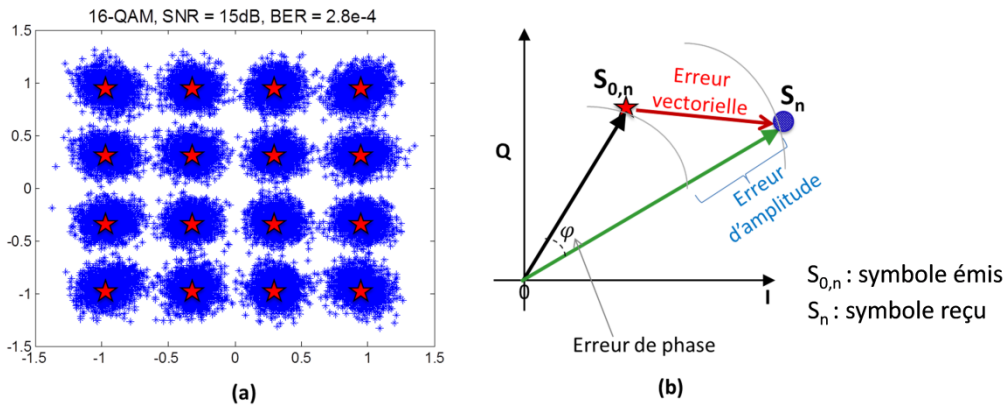 16-QAM, SNR = 15dB, BER = 2.8e-4
1.5
1
0.5
0
-0.5
-1
-1.5
-1.5
-1
-0.5
0
0.5
1
1.5
(a)
Q
S0,n
Erreur
vectorielle
Sn
Erreur
d'amplitude
φ
0
I
Erreur de phase
S0,n : symbole émis
Sn : symbole reçu
(b)